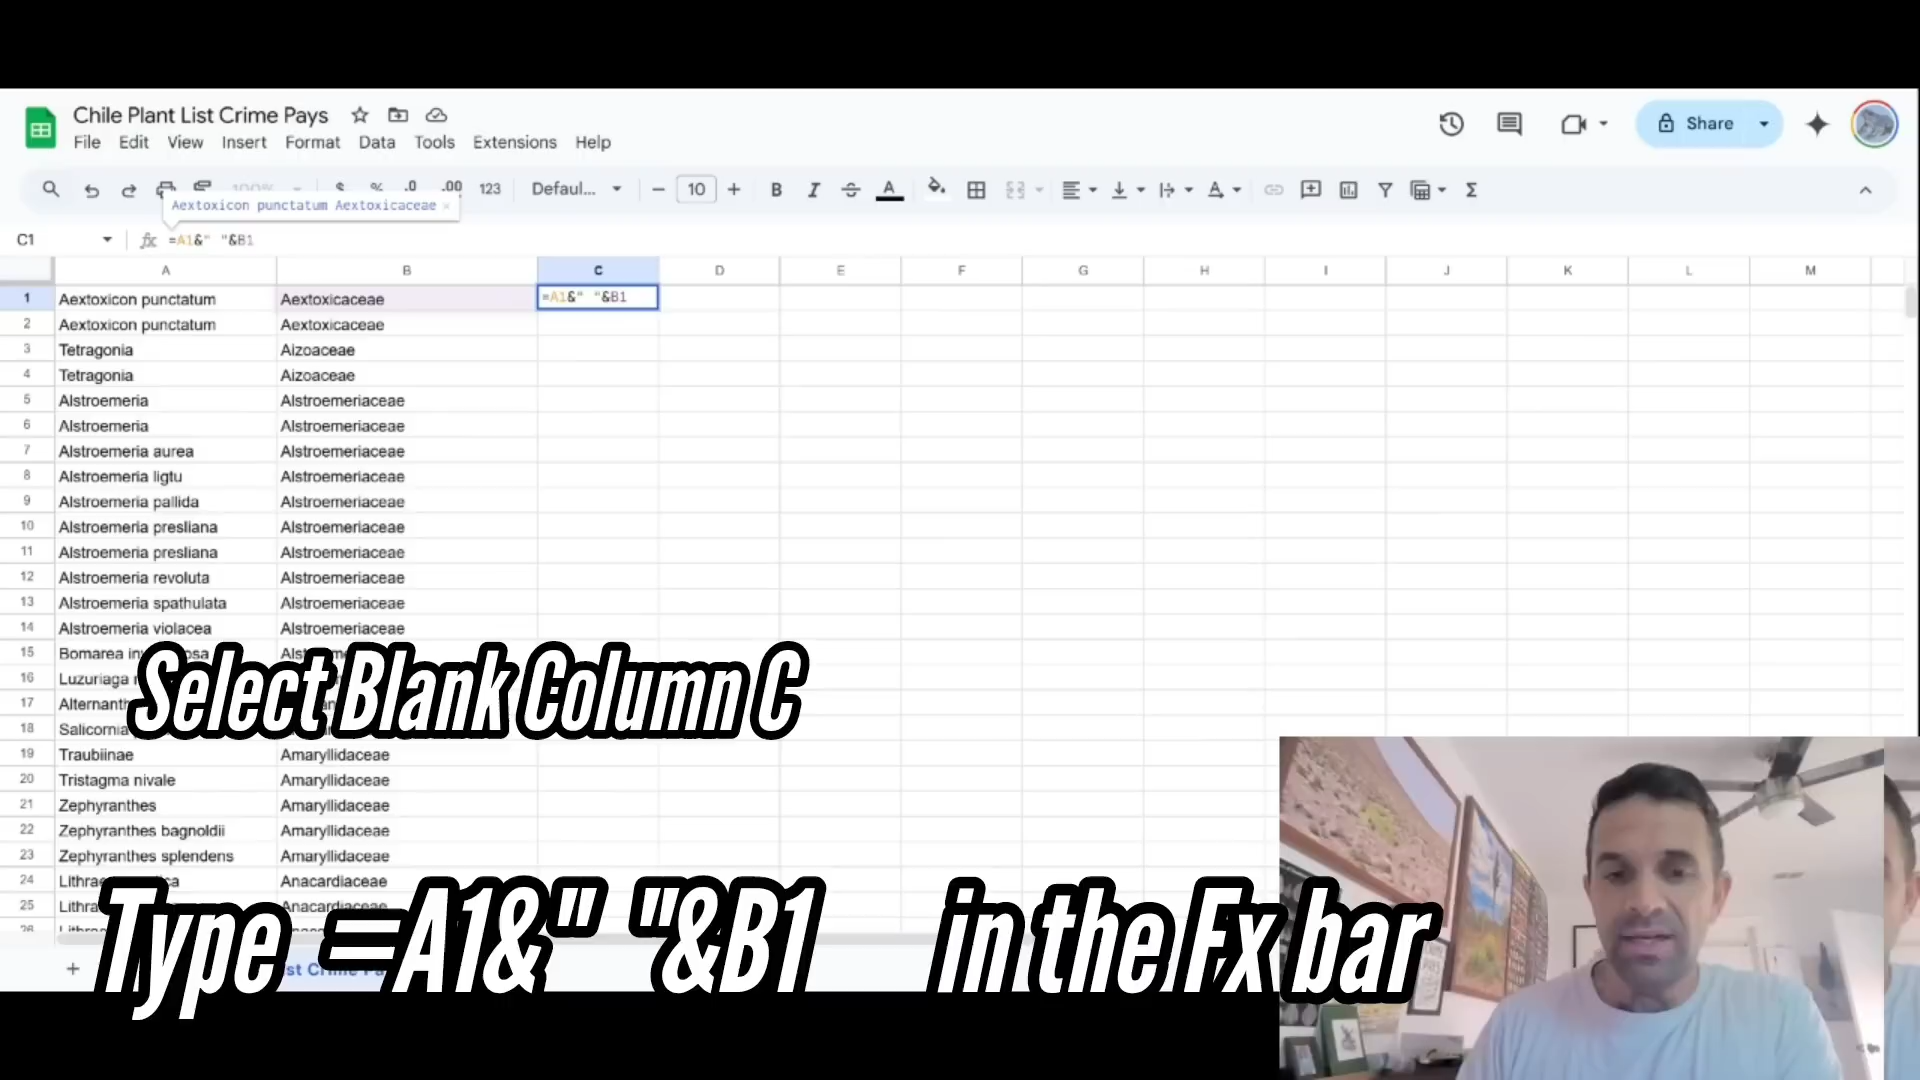 Chile Plant List Crime Pays
File Edit View Insert Format Data Tools Extensions Help
Share
100% $ % .0 .00 123 Defaul... 10 B I A
Aextoxicon punctatum Aextoxicaceae ×
C1 fx =A1&" "&B1
A B C D E F G H I J K L M
1 Aextoxicon punctatum Aextoxicaceae =A1&" "&B1
2 Aextoxicon punctatum Aextoxicaceae
3 Tetragonia Aizoaceae
4 Tetragonia Aizoaceae
5 Alstroemeria Alstroemeriaceae
6 Alstroemeria Alstroemeriaceae
7 Alstroemeria aurea Alstroemeriaceae
8 Alstroemeria ligtu Alstroemeriaceae
9 Alstroemeria pallida Alstroemeriaceae
10 Alstroemeria presliana Alstroemeriaceae
11 Alstroemeria presliana Alstroemeriaceae
12 Alstroemeria revoluta Alstroemeriaceae
13 Alstroemeria spathulata Alstroemeriaceae
14 Alstroemeria violacea Alstroemeriaceae
15 Bomarea
16 Luzuriaga
17
18 Salicornia
Select Blank Column C
19 Traubiinae Amaryllidaceae
20 Tristagma nivale Amaryllidaceae
21 Zephyranthes Amaryllidaceae
22 Zephyranthes bagnoldii Amaryllidaceae
23 Zephyranthes splendens Amaryllidaceae
24 Anacardiaceae
25 Anacardiaceae
26
Type =A1&" "&B1 in the Fx bar